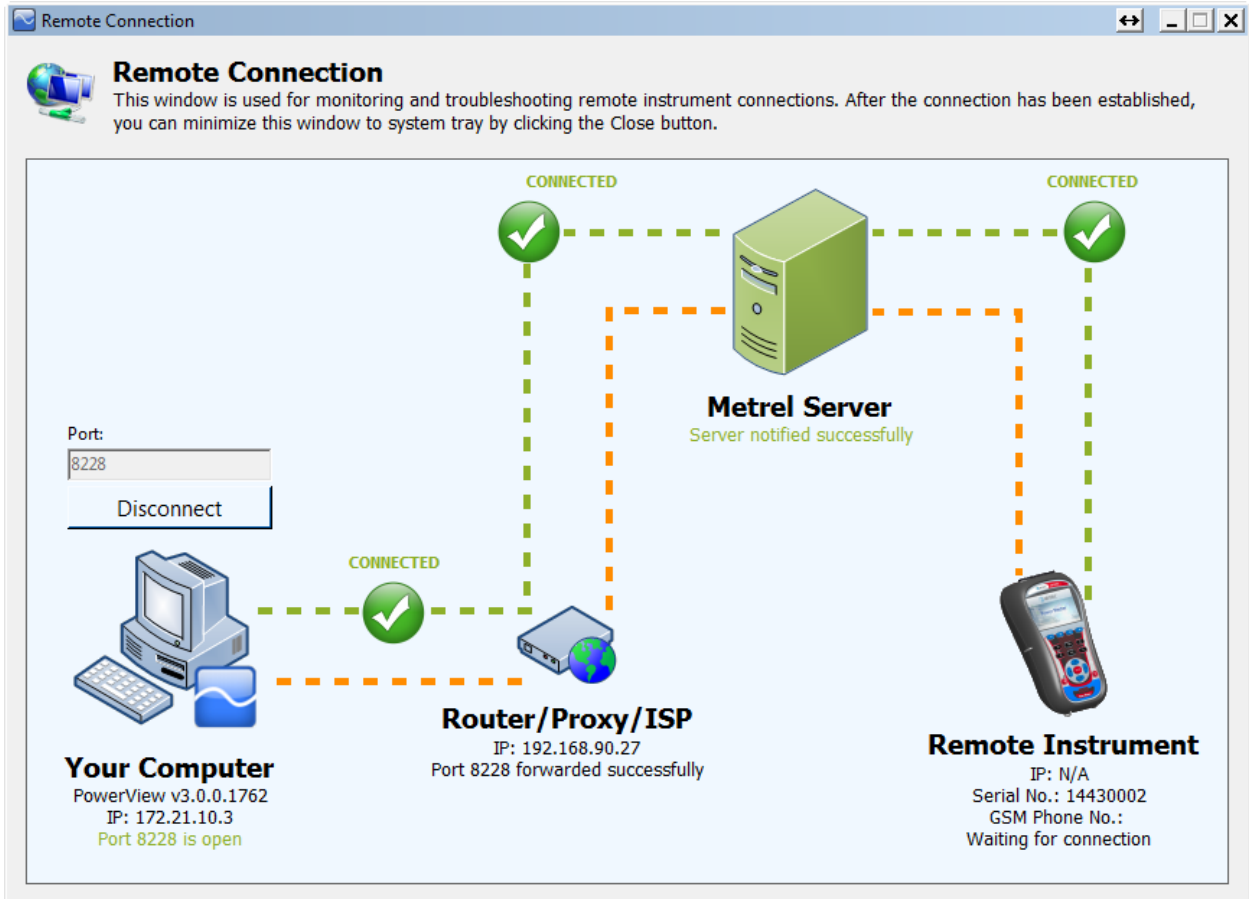 Remote Connection
Remote Connection
This window is used for monitoring and troubleshooting remote instrument connections. After the connection has been established,
you can minimize this window to system tray by clicking the Close button.
CONNECTED
CONNECTED
Metrel Server
Server notified successfully
Port:
8228
Disconnect
CONNECTED
Router/Proxy/ISP
IP: 192.168.90.27
Port 8228 forwarded successfully
Your Computer
PowerView v3.0.0.1762
IP: 172.21.10.3
Port 8228 is open
Remote Instrument
IP: N/A
Serial No.: 14430002
GSM Phone No.:
Waiting for connection